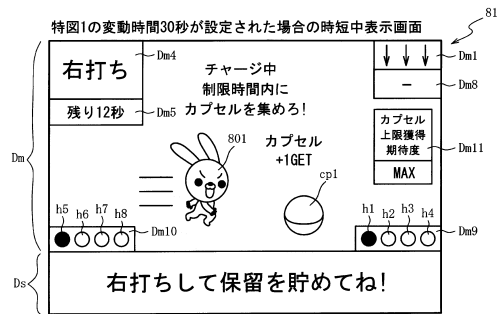 特図1の変動時間30秒が設定された場合の時短中表示画面
81
右打ち
Dm4
残り12秒
Dm5
チャージ中
制限時間内に
カプセルを集めろ!
Dm1
−
Dm8
カプセル
上限獲得
期待度
MAX
Dm11
Dm
801
カプセル
+1GET
cp1
h5 h6 h7 h8
Dm10
h1 h2 h3 h4
Dm9
Ds
右打ちして保留を貯めてね!